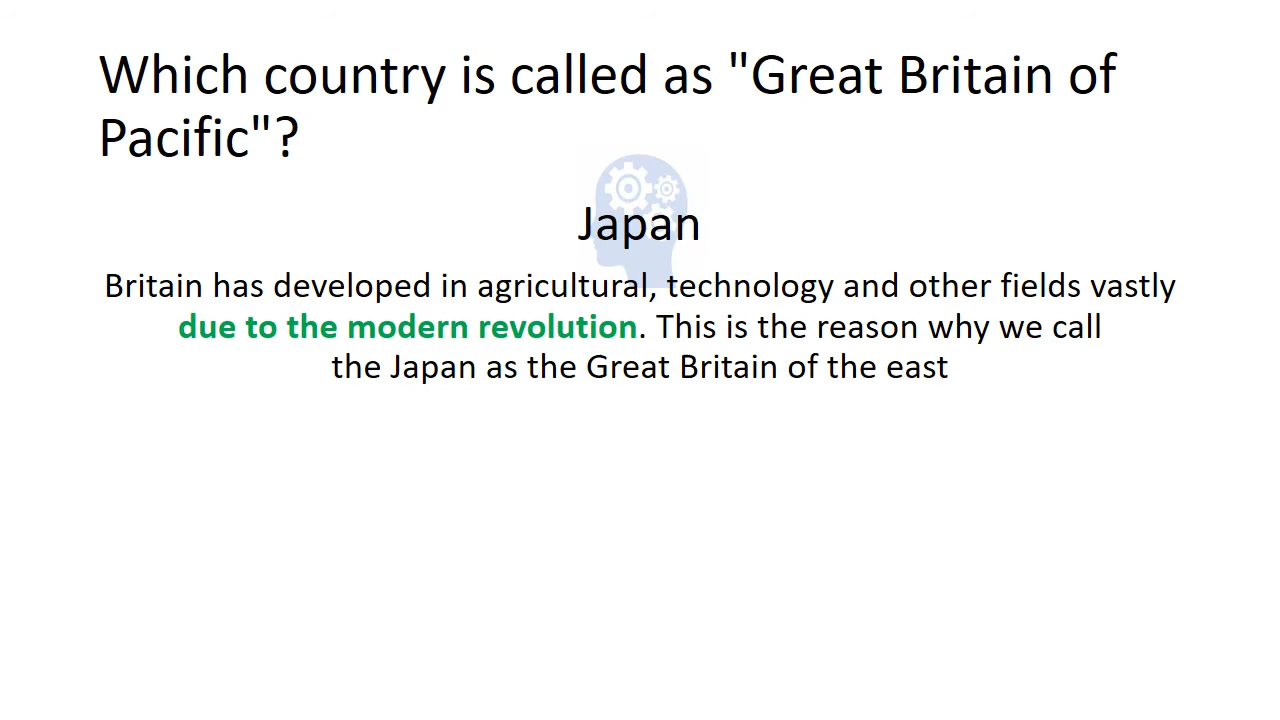 Which country is called as "Great Britain of
Pacific"?
Japan
Britain has developed in agricultural, technology and other fields vastly
due to the modern revolution. This is the reason why we call
the Japan as the Great Britain of the east